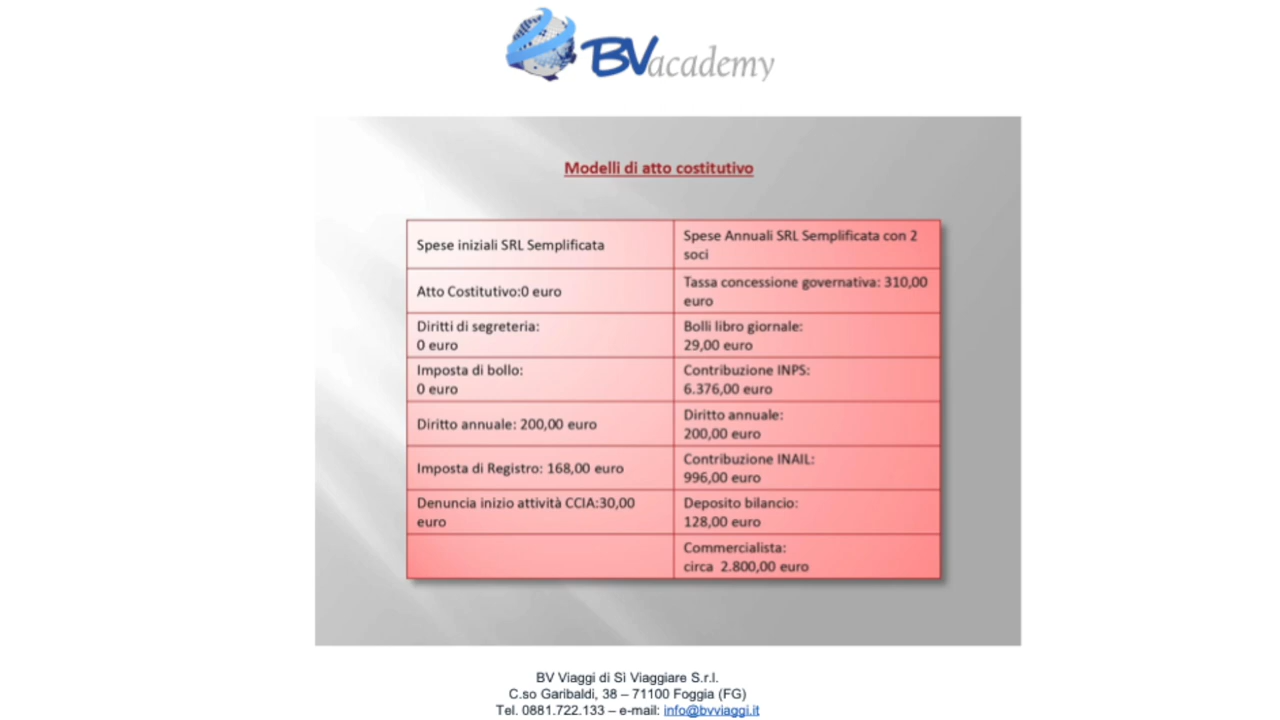 BVacademy
Modelli di atto costitutivo
Spese iniziali SRL Semplificata
Spese Annuali SRL Semplificata con 2
soci
Atto Costitutivo:0 euro
Tassa concessione governativa: 310,00
euro
Diritti di segreteria:
0 euro
Bolli libro giornale:
29,00 euro
Imposta di bollo:
0 euro
Contribuzione INPS:
6.376,00 euro
Diritto annuale: 200,00 euro
Diritto annuale:
200,00 euro
Imposta di Registro: 168,00 euro
Contribuzione INAIL:
996,00 euro
Denuncia inizio attività CCIA:30,00
euro
Deposito bilancio:
128,00 euro
Commercialista:
circa 2.800,00 euro
BV Viaggi di Sì Viaggiare S.r.l.
C.so Garibaldi, 38 – 71100 Foggia (FG)
Tel. 0881.722.133 – e-mail: info@bvviaggi.it